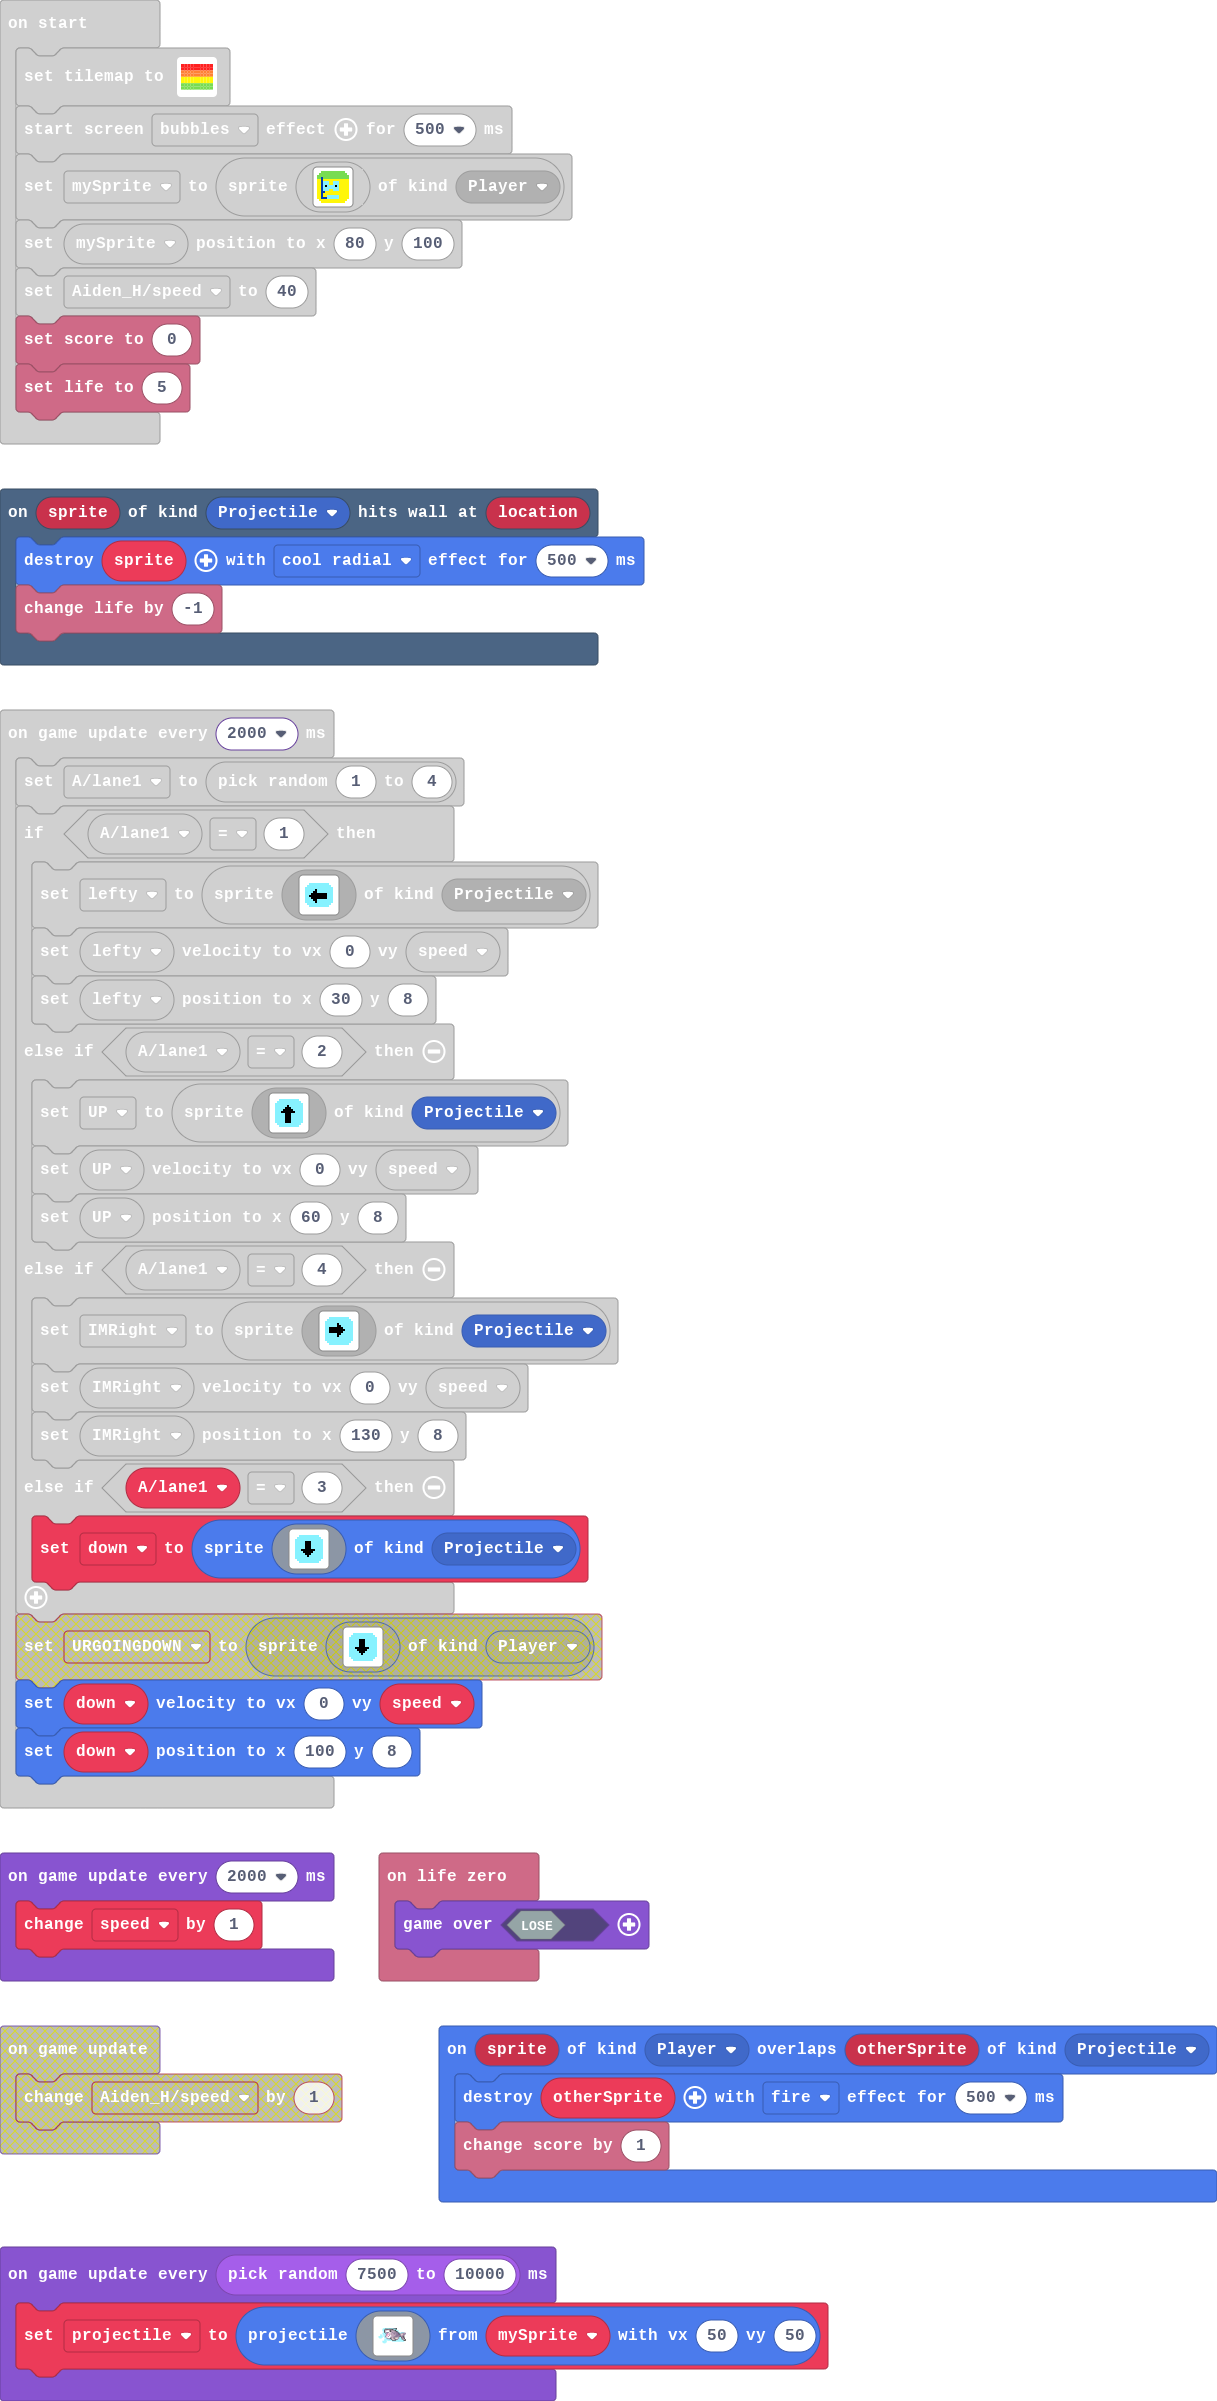 on start
set tilemap to
start screen bubbles effect for 500 ms
set mySprite to sprite of kind Player
set mySprite position to x 80 y 100
set Aiden_H/speed to 40
set score to 0
set life to 5
on sprite of kind Projectile hits wall at location
destroy sprite with cool radial effect for 500 ms
change life by -1
on game update every 2000 ms
set A/lane1 to pick random 1 to 4
if A/lane1 = 1 then
set lefty to sprite of kind Projectile
set lefty velocity to vx 0 vy speed
set lefty position to x 30 y 8
else if A/lane1 = 2 then
set UP to sprite of kind Projectile
set UP velocity to vx 0 vy speed
set UP position to x 60 y 8
else if A/lane1 = 4 then
set IMRight to sprite of kind Projectile
set IMRight velocity to vx 0 vy speed
set IMRight position to x 130 y 8
else if A/lane1 = 3 then
set down to sprite of kind Projectile
set URGOINGDOWN to sprite of kind Player
set down velocity to vx 0 vy speed
set down position to x 100 y 8
on game update every 2000 ms
change speed by 1
on life zero
game over LOSE
on game update
change Aiden_H/speed by 1
on sprite of kind Player overlaps otherSprite of kind Projectile
destroy otherSprite with fire effect for 500 ms
change score by 1
on game update every pick random 7500 to 10000 ms
set projectile to projectile from mySprite with vx 50 vy 50